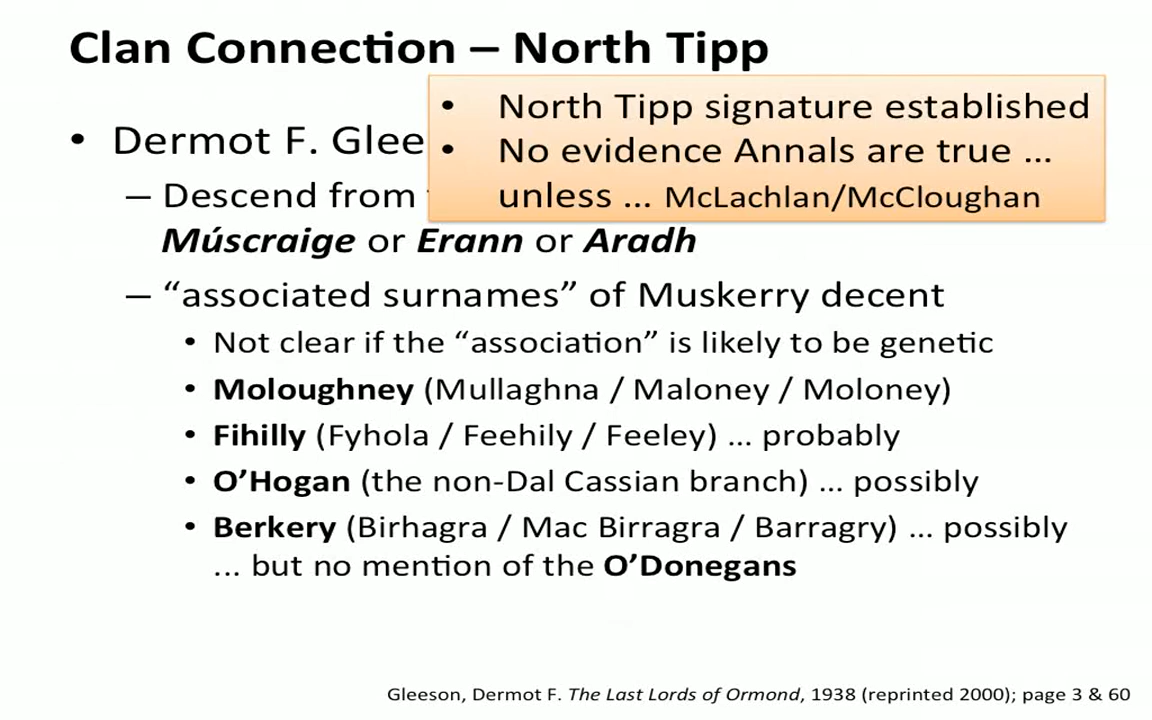 Clan Connection – North Tipp
• North Tipp signature established
• No evidence Annals are true ...
unless ... McLachlan/McCloughan
• Dermot F. Glee
– Descend from
Múscraige or Erann or Aradh
– “associated surnames” of Muskerry decent
• Not clear if the “association” is likely to be genetic
• Moloughney (Mullaghna / Maloney / Moloney)
• Fihilly (Fyhola / Feehily / Feeley) ... probably
• O’Hogan (the non-Dal Cassian branch) ... possibly
• Berkery (Birhagra / Mac Birragra / Barragry) ... possibly
... but no mention of the O’Donegans
Gleeson, Dermot F. The Last Lords of Ormond, 1938 (reprinted 2000); page 3 & 60